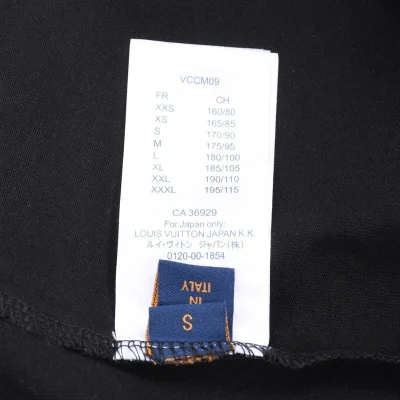 VCCM09
FR CH
XXS 160/80
XS 165/85
S 170/90
M 175/95
L 180/100
XL 185/105
XXL 190/110
XXXL 195/115
CA 36929
For Japan only:
LOUIS VUITTON JAPAN K.K.
ルイ・ヴィトン ジャパン(株)
0120-00-1854
IN
ITALY
S